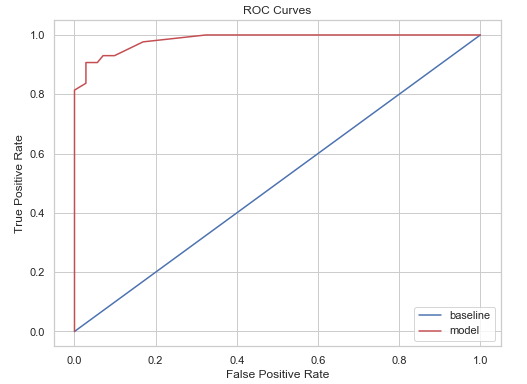 ROC Curves
True Positive Rate
1.0
0.8
0.6
0.4
0.2
0.0
0.0 0.2 0.4 0.6 0.8 1.0
False Positive Rate
baseline
model